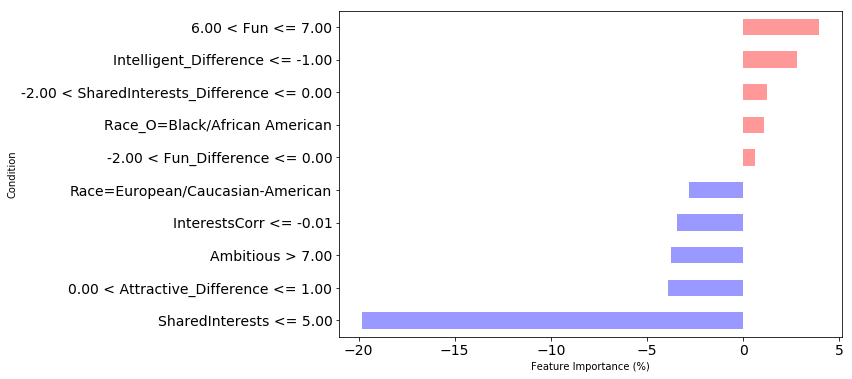 6.00 < Fun <= 7.00
Intelligent_Difference <= -1.00
-2.00 < SharedInterests_Difference <= 0.00
Race_O=Black/African American
-2.00 < Fun_Difference <= 0.00
Race=European/Caucasian-American
InterestsCorr <= -0.01
Ambitious > 7.00
0.00 < Attractive_Difference <= 1.00
SharedInterests <= 5.00
Condition
−20 −15 −10 −5 0 5
Feature Importance (%)